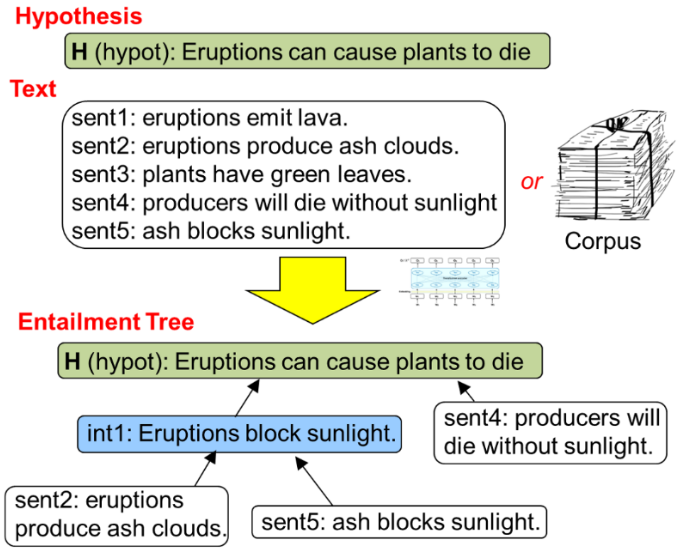 Hypothesis
H (hypot): Eruptions can cause plants to die
Text
sent1: eruptions emit lava.
sent2: eruptions produce ash clouds.
sent3: plants have green leaves.
sent4: producers will die without sunlight
sent5: ash blocks sunlight.
or
Corpus
Entailment Tree
H (hypot): Eruptions can cause plants to die
int1: Eruptions block sunlight.
sent4: producers will
die without sunlight.
sent2: eruptions
produce ash clouds.
sent5: ash blocks sunlight.